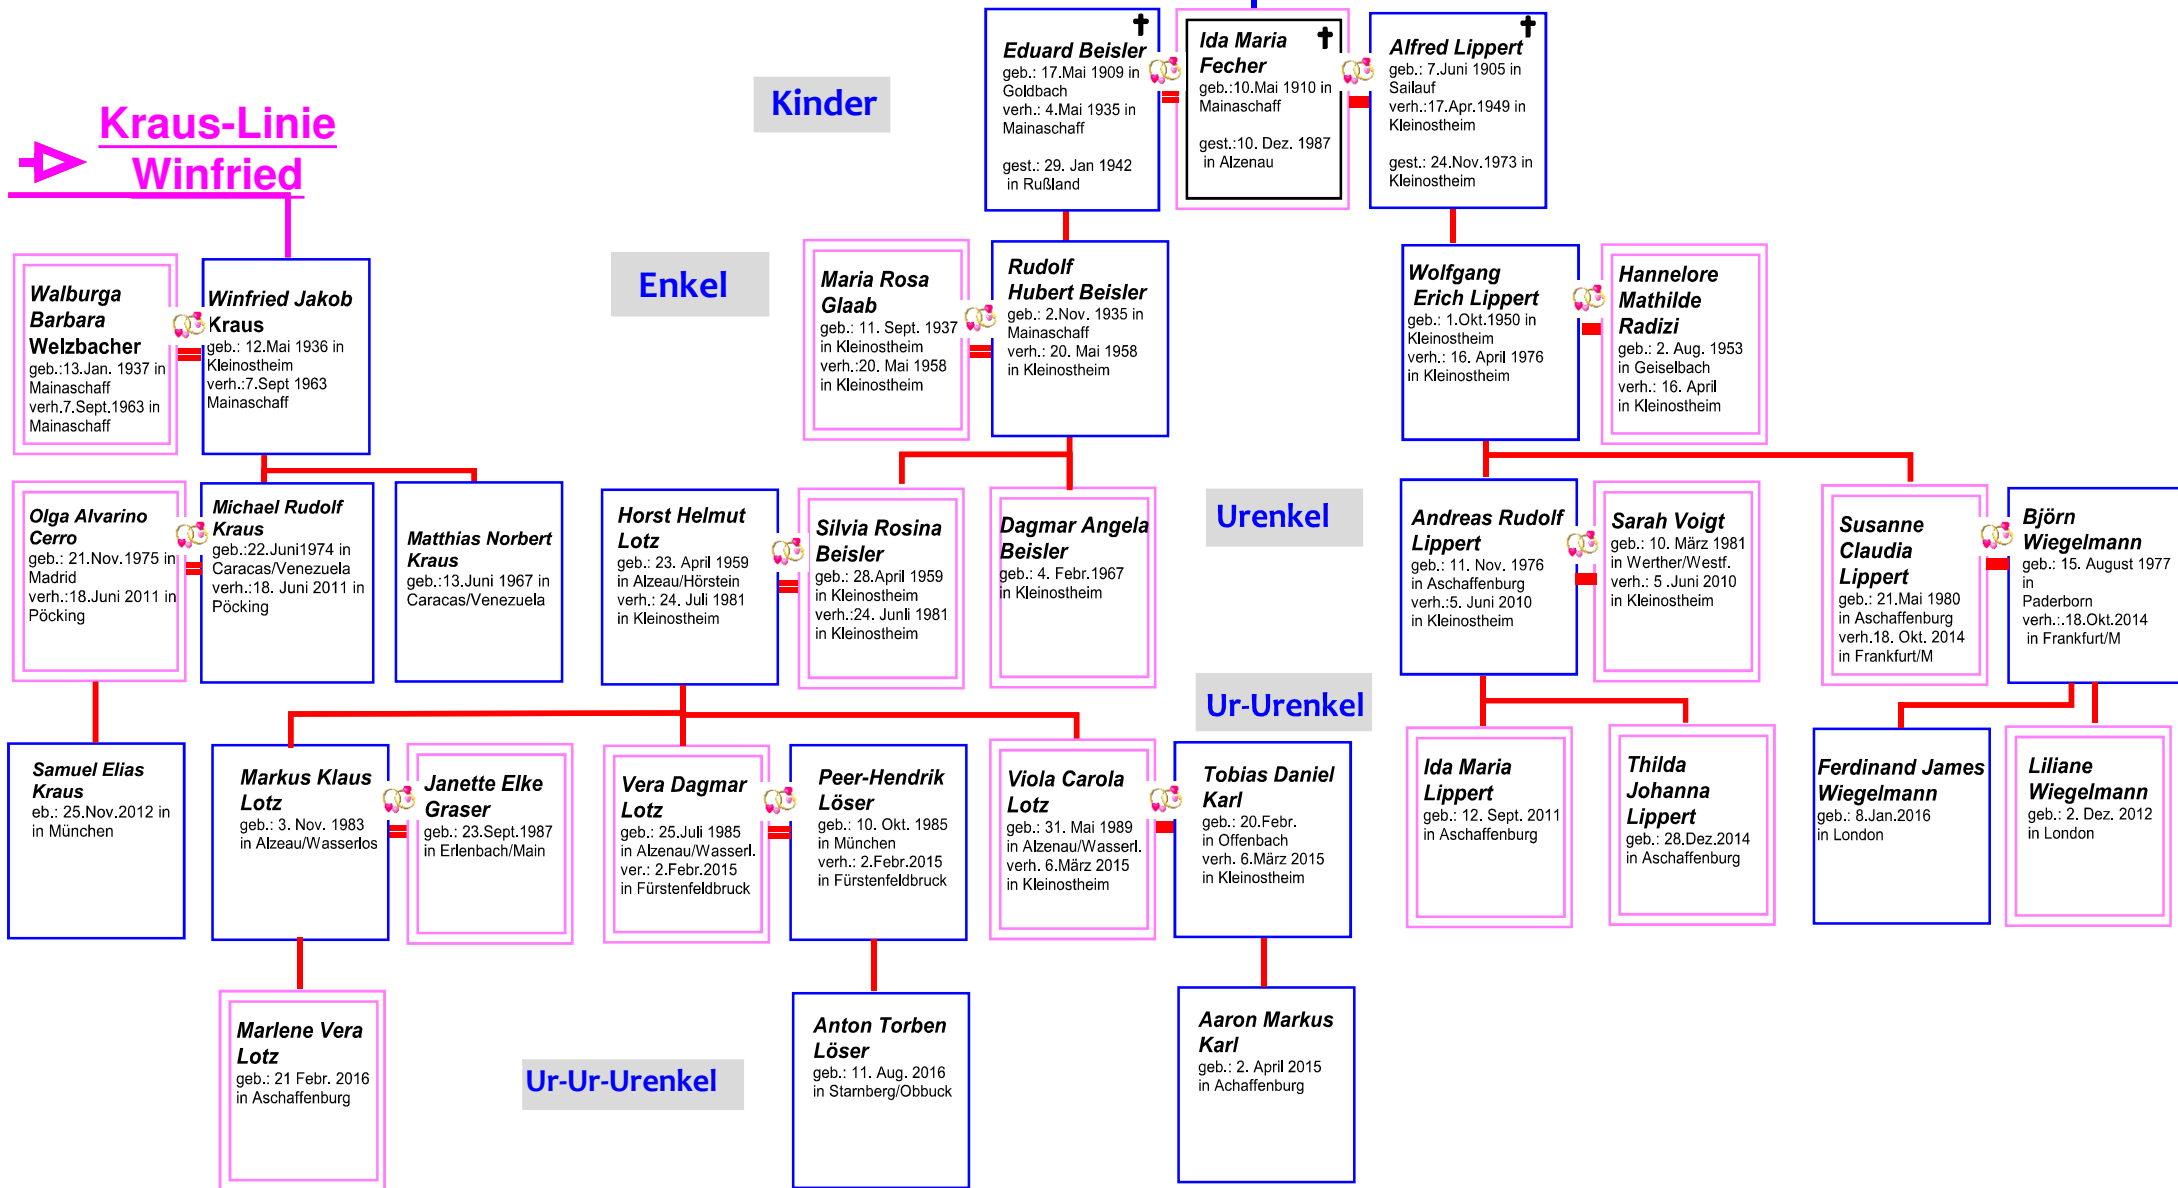 Eduard Beisler
geb.: 17.Mai 1909 in
Goldbach
verh.: 4.Mai 1935 in
Mainaschaff
gest.: 29. Jan 1942
in Rußland
Ida Maria
Fecher
geb.:10.Mai 1910 in
Mainaschaff
gest.:10. Dez. 1987
in Alzenau
Alfred Lippert
geb.: 7.Juni 1905 in
Sailauf
verh.:17.Apr.1949 in
Kleinostheim
gest.: 24.Nov.1973 in
Kleinostheim
Kinder
Kraus-Linie
Winfried
Walburga
Barbara
Welzbacher
geb.:13.Jan. 1937 in
Mainaschaff
verh.7.Sept.1963 in
Mainaschaff
Winfried Jakob
Kraus
geb.: 12.Mai 1936 in
Kleinostheim
verh.:7.Sept 1963
Mainaschaff
Enkel
Maria Rosa
Glaab
geb.: 11. Sept. 1937
in Kleinostheim
verh.:20. Mai 1958
in Kleinostheim
Rudolf
Hubert Beisler
geb.: 2.Nov. 1935 in
Mainaschaff
verh.: 20. Mai 1958
in Kleinostheim
Wolfgang
Erich Lippert
geb.: 1.Okt.1950 in
Kleinostheim
verh.: 16. April 1976
in Kleinostheim
Hannelore
Mathilde
Radizi
geb.: 2. Aug. 1953
in Geiselbach
verh.: 16. April
in Kleinostheim
Olga Alvarino
Cerro
geb.: 21.Nov.1975 in
Madrid
verh.:18.Juni 2011 in
Pöcking
Michael Rudolf
Kraus
geb.:22.Juni1974 in
Caracas/Venezuela
verh.:18. Juni 2011 in
Pöcking
Matthias Norbert
Kraus
geb.:13.Juni 1967 in
Caracas/Venezuela
Horst Helmut
Lotz
geb.: 23. April 1959
in Alzeau/Hörstein
verh.: 24. Juli 1981
in Kleinostheim
Silvia Rosina
Beisler
geb.: 28.April 1959
in Kleinostheim
verh.:24. Junli 1981
in Kleinostheim
Dagmar Angela
Beisler
geb.: 4. Febr.1967
in Kleinostheim
Urenkel
Andreas Rudolf
Lippert
geb.: 11. Nov. 1976
in Aschaffenburg
verh.:5. Juni 2010
in Kleinostheim
Sarah Voigt
geb.: 10. März 1981
in Werther/Westf.
verh.: 5 .Juni 2010
in Kleinostheim
Susanne
Claudia
Lippert
geb.: 21.Mai 1980
in Aschaffenburg
verh.18. Okt. 2014
in Frankfurt/M
Björn
Wiegelmann
geb.: 15. August 1977
in
Paderborn
verh.:.18.Okt.2014
in Frankfurt/M
Ur-Urenkel
Samuel Elias
Kraus
eb.: 25.Nov.2012 in
in München
Markus Klaus
Lotz
geb.: 3. Nov. 1983
in Alzeau/Wasserlos
Janette Elke
Graser
geb.: 23.Sept.1987
in Erlenbach/Main
Vera Dagmar
Lotz
geb.: 25.Juli 1985
in Alzenau/Wasserl.
ver.: 2.Febr.2015
in Fürstenfeldbruck
Peer-Hendrik
Löser
geb.: 10. Okt. 1985
in München
verh.: 2.Febr.2015
in Fürstenfeldbruck
Viola Carola
Lotz
geb.: 31. Mai 1989
in Alzenau/Wasserl.
verh. 6.März 2015
in Kleinostheim
Tobias Daniel
Karl
geb.: 20.Febr.
in Offenbach
verh. 6.März 2015
in Kleinostheim
Ida Maria
Lippert
geb.: 12. Sept. 2011
in Aschaffenburg
Thilda
Johanna
Lippert
geb.: 28.Dez.2014
in Aschaffenburg
Ferdinand James
Wiegelmann
geb.: 8.Jan.2016
in London
Liliane
Wiegelmann
geb.: 2. Dez. 2012
in London
Marlene Vera
Lotz
geb.: 21 Febr. 2016
in Aschaffenburg
Ur-Ur-Urenkel
Anton Torben
Löser
geb.: 11. Aug. 2016
in Starnberg/Obbuck
Aaron Markus
Karl
geb.: 2. April 2015
in Achaffenburg